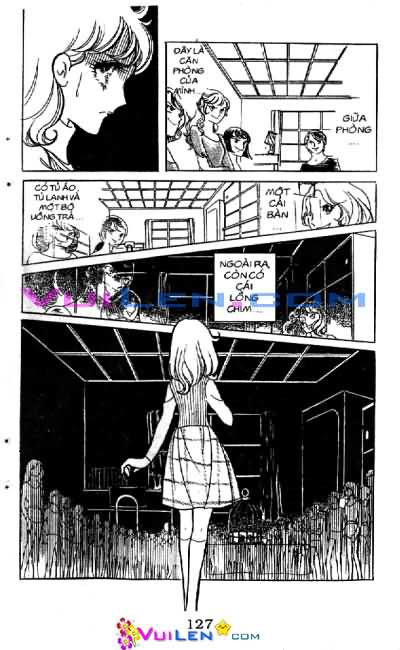 ĐÂY LÀ
CĂN
PHÒNG
CỦA
MÌNH...
GIỮA
PHÒNG
....
CÓ TỦ ÁO,
TỦ LẠNH VÀ
MỘT BỘ
UỐNG TRÀ...
MỘT
CÁI
BÀN
...
NGOÀI RA,
CÒN CÓ
CÁI
LỒNG
CHIM....
VUILEN.COM
127
VUILEN.COM